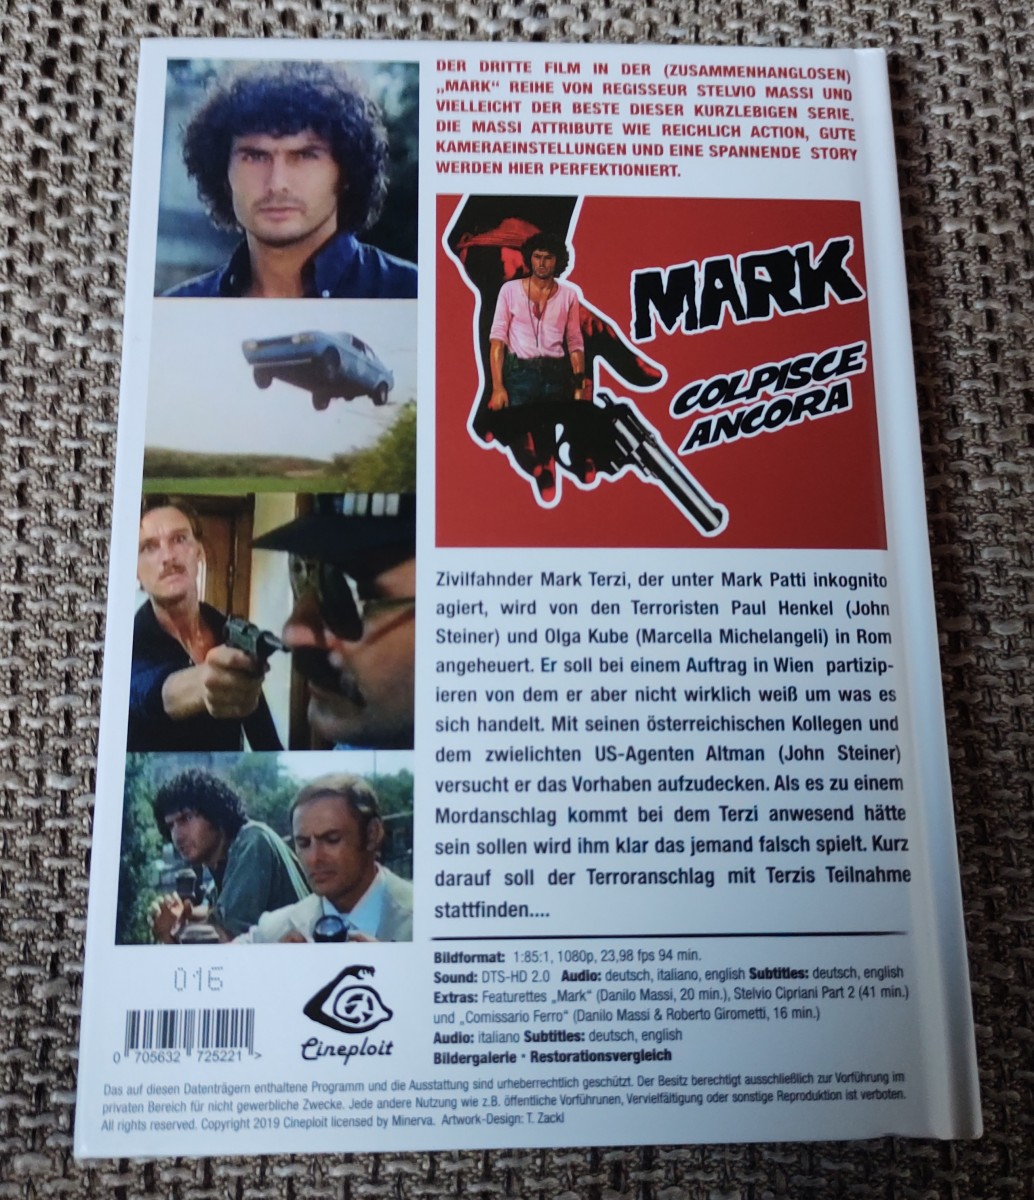 DER DRITTE FILM IN DER (ZUSAMMENHANGLOSEN)
„MARK“ REIHE VON REGISSEUR STELVIO MASSI UND
VIELLEICHT DER BESTE DIESER KURZLEBIGEN SERIE.
DIE MASSI ATTRIBUTE WIE REICHLICH ACTION, GUTE
KAMERAEINSTELLUNGEN UND EINE SPANNENDE STORY
WERDEN HIER PERFEKTIONIERT.
MARK
COLPISCE
ANCORA
Zivilfahnder Mark Terzi, der unter Mark Patti inkognito
agiert, wird von den Terroristen Paul Henkel (John
Steiner) und Olga Kube (Marcella Michelangeli) in Rom
angeheuert. Er soll bei einem Auftrag in Wien partizip-
ieren von dem er aber nicht wirklich weiß um was es
sich handelt. Mit seinen österreichischen Kollegen und
dem zwielichten US-Agenten Altman (John Steiner)
versucht er das Vorhaben aufzudecken. Als es zu einem
Mordanschlag kommt bei dem Terzi anwesend hätte
sein sollen wird ihm klar das jemand falsch spielt. Kurz
darauf soll der Terroranschlag mit Terzis Teilnahme
stattfinden....
Bildformat: 1:85:1, 1080p, 23,98 fps 94 min.
Sound: DTS-HD 2.0 Audio: deutsch, italiano, english Subtitles: deutsch, english
Extras: Featurettes „Mark“ (Danilo Massi, 20 min.), Stelvio Cipriani Part 2 (41 min.)
und „Comissario Ferro“ (Danilo Massi & Roberto Girometti, 16 min.)
Audio: italiano Subtitles: deutsch, english
Bildergalerie • Restorationsvergleich
016
0 705632 725221 >
Cineploit
Das auf diesen Datenträgern enthaltene Programm und die Ausstattung sind urheberrechtlich geschützt. Der Besitz berechtigt ausschließlich zur Vorführung im
privaten Bereich für nicht gewerbliche Zwecke. Jede andere Nutzung wie z.B. öffentliche Vorführunen, Vervielfältigung oder sonstige Reproduktion ist verboten.
All rights reserved. Copyright 2019 Cineploit licensed by Minerva. Artwork-Design: T. Zackl